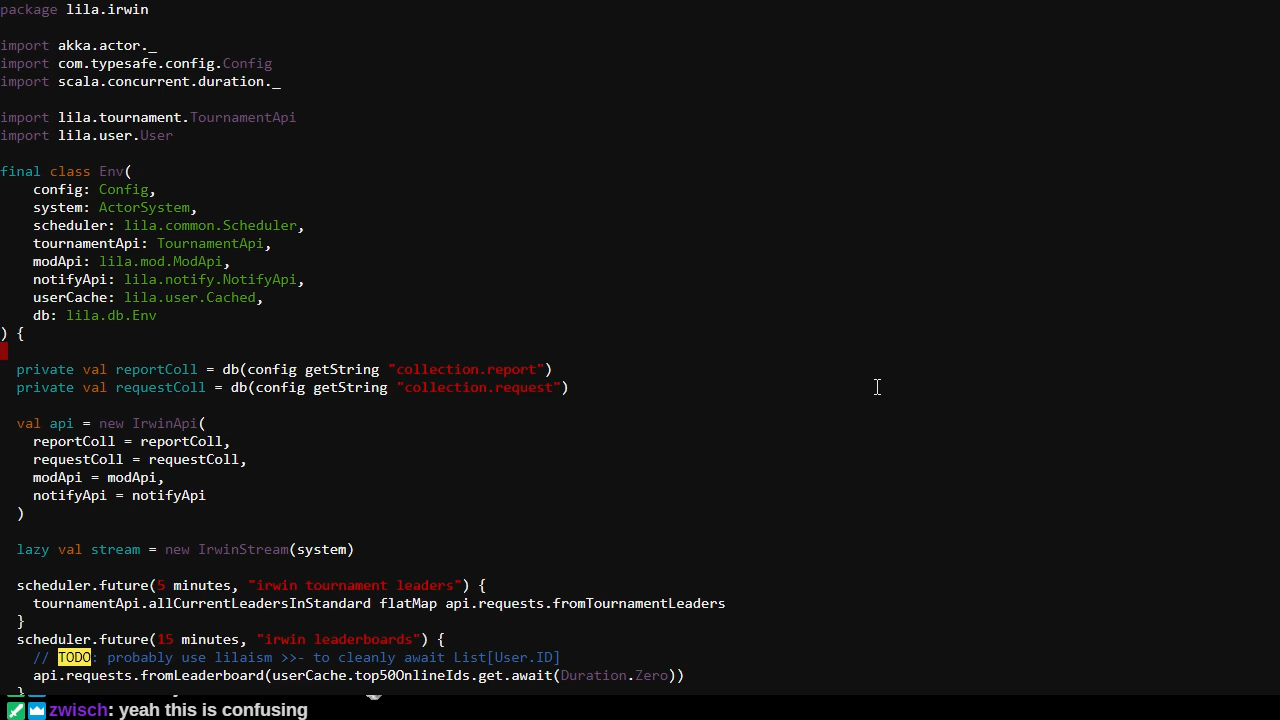 package lila.irwin
import akka.actor._
import com.typesafe.config.Config
import scala.concurrent.duration._
import lila.tournament.TournamentApi
import lila.user.User
final class Env(
config: Config,
system: ActorSystem,
scheduler: lila.common.Scheduler,
tournamentApi: TournamentApi,
modApi: lila.mod.ModApi,
notifyApi: lila.notify.NotifyApi,
userCache: lila.user.Cached,
db: lila.db.Env
) {
private val reportColl = db(config getString "collection.report")
private val requestColl = db(config getString "collection.request")
val api = new IrwinApi(
reportColl = reportColl,
requestColl = requestColl,
modApi = modApi,
notifyApi = notifyApi
)
lazy val stream = new IrwinStream(system)
scheduler.future(5 minutes, "irwin tournament leaders") {
tournamentApi.allCurrentLeadersInStandard flatMap api.requests.fromTournamentLeaders
}
scheduler.future(15 minutes, "irwin leaderboards") {
// TODO: probably use lilaism >>- to cleanly await List[User.ID]
api.requests.fromLeaderboard(userCache.top50OnlineIds.get.await(Duration.Zero))
}
zwisch: yeah this is confusing